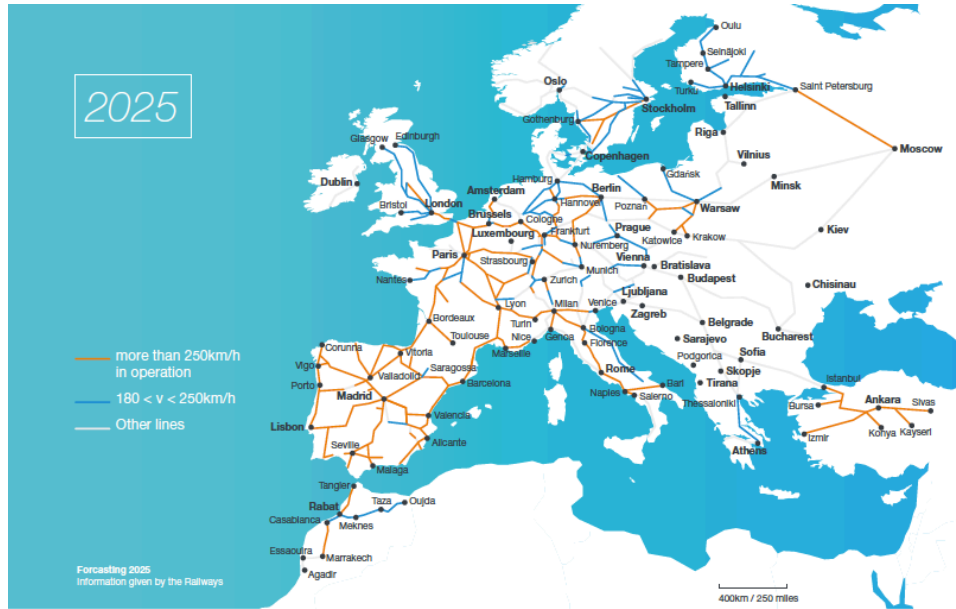 2025
Oulu
Seinäjoki
Tampere
Turku
Helsinki
Saint Petersburg
Tallinn
Oslo
Stockholm
Gothenburg
Riga
Moscow
Glasgow
Edinburgh
Copenhagen
Vilnius
Gdańsk
Minsk
Dublin
Hamburg
Amsterdam
Berlin
Hannover
Poznań
Warsaw
Bristol
London
Brussels
Cologne
Kiev
Luxembourg
Frankfurt
Prague
Katowice
Krakow
Nuremberg
Paris
Strasbourg
Vienna
Munich
Bratislava
Budapest
Nantes
Zurich
Chisinau
Ljubljana
Lyon
Milan
Venice
Zagreb
Bordeaux
Turin
Genoa
Bologna
Belgrade
Bucharest
Toulouse
Nice
Florence
Sarajevo
Corunna
Vitoria
Marseille
Sofia
more than 250km/h
in operation
Vigo
Saragossa
Podgorica
Skopje
Valladolid
Rome
Barcelona
Bari
Tirana
Istanbul
Porto
180 < v < 250km/h
Madrid
Naples
Salerno
Thessaloniki
Bursa
Ankara
Sivas
Other lines
Lisbon
Valencia
Izmir
Konya
Kayseri
Seville
Alicante
Athens
Malaga
Tangier
Rabat
Taza
Oujda
Casablanca
Meknes
Essaouira
Marrakech
Agadir
Forcasting 2025
Information given by the Railways
400km / 250 miles